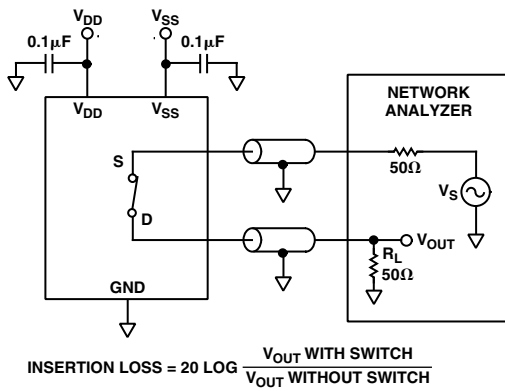 VDD
VSS
0.1µF
0.1µF
VDD
VSS
NETWORK
ANALYZER
S
50Ω
VS
D
VOUT
RL
50Ω
GND
INSERTION LOSS = 20 LOG VOUT WITH SWITCH
VOUT WITHOUT SWITCH